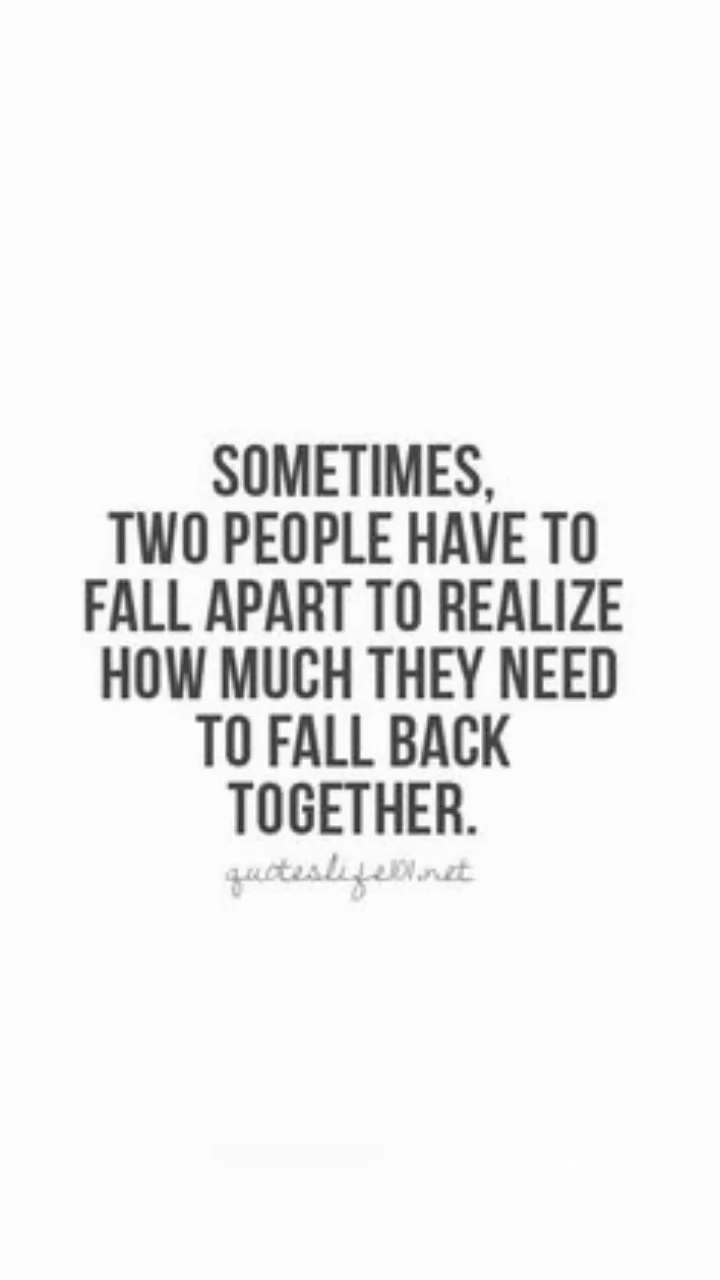 SOMETIMES,
TWO PEOPLE HAVE TO
FALL APART TO REALIZE
HOW MUCH THEY NEED
TO FALL BACK
TOGETHER.
quoteslife101.net